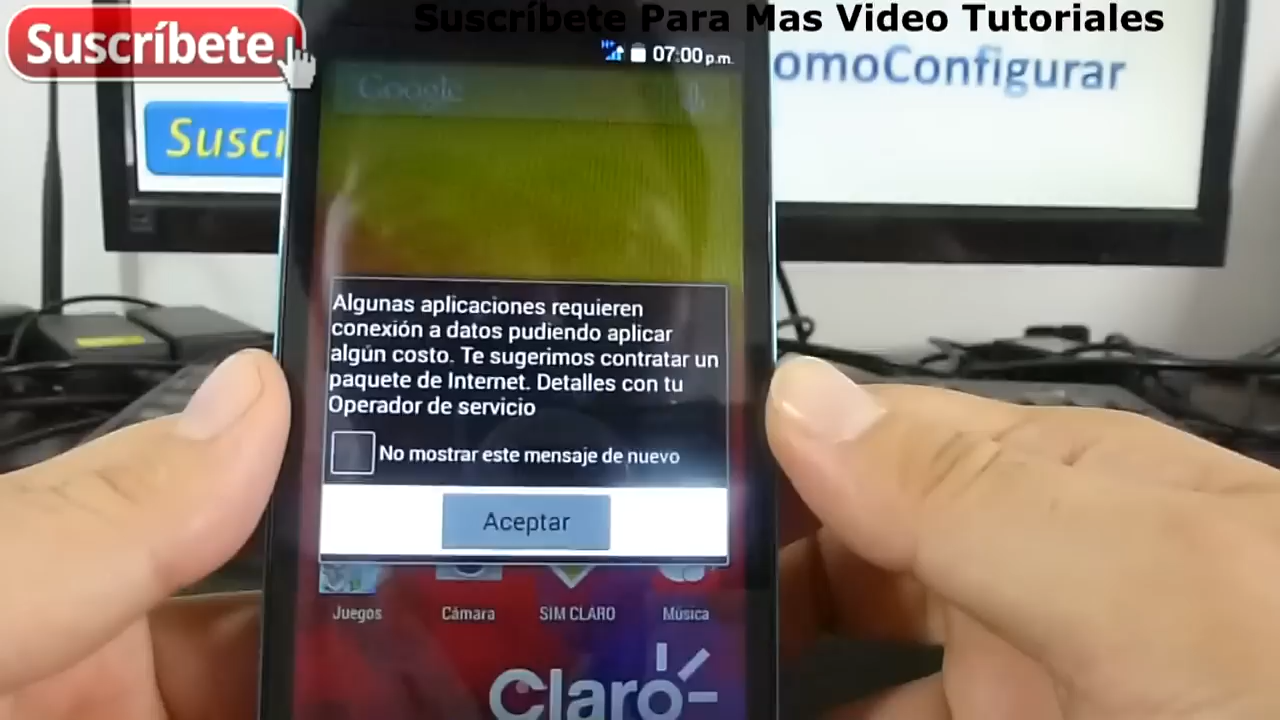 Suscríbete Para Mas Video Tutoriales
Suscríbete
omoConfigurar
Susc
07:00 p.m.
Google
Algunas aplicaciones requieren
conexión a datos pudiendo aplicar
algún costo. Te sugerimos contratar un
paquete de Internet. Detalles con tu
Operador de servicio
No mostrar este mensaje de nuevo
Aceptar
Juegos
Cámara
SIM CLARO
Música
Claro